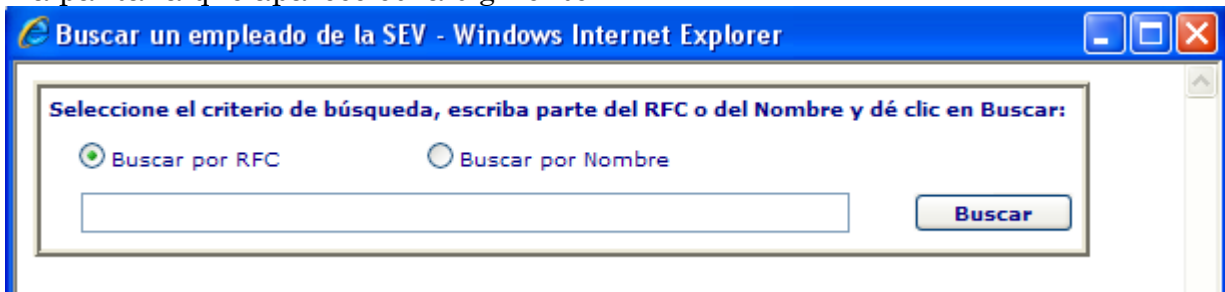 Buscar un empleado de la SEV - Windows Internet Explorer
Seleccione el criterio de búsqueda, escriba parte del RFC o del Nombre y dé clic en Buscar:
Buscar por RFC Buscar por Nombre
Buscar